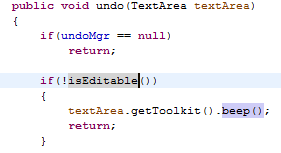 public void undo(TextArea textArea)
{
if(undoMgr == null)
return;
if(!isEditable())
{
textArea.getToolkit().beep();
return;
}